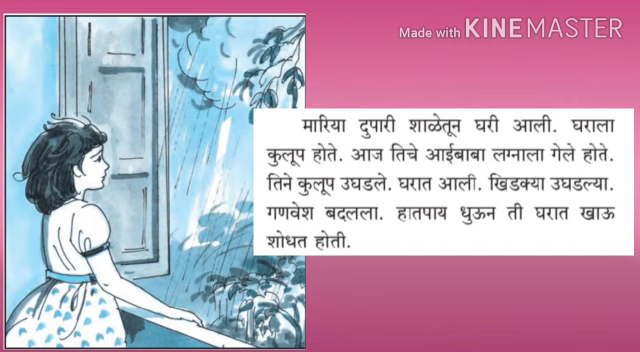 Made with KINEMASTER
मारिया दुपारी शाळेतून घरी आली. घराला
कुलूप होते. आज तिचे आईबाबा लग्नाला गेले होते.
तिने कुलूप उघडले. घरात आली. खिडक्या उघडल्या.
गणवेश बदलला. हातपाय धुऊन ती घरात खाऊ
शोधत होती.